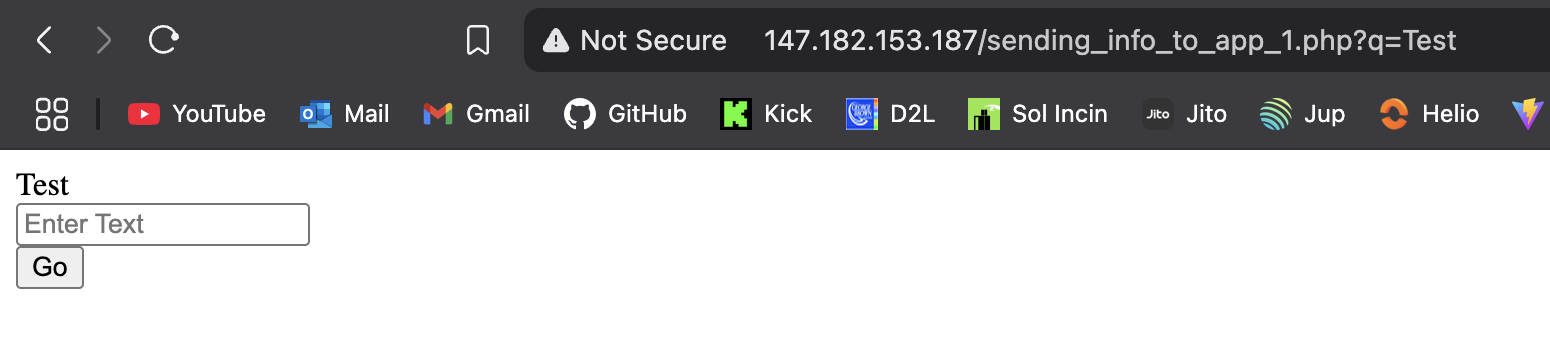 Not Secure 147.182.153.187/sending_info_to_app_1.php?q=Test
YouTube Mail Gmail GitHub Kick D2L Sol Incin Jito Jito Jup Helio
Test
Enter Text
Go